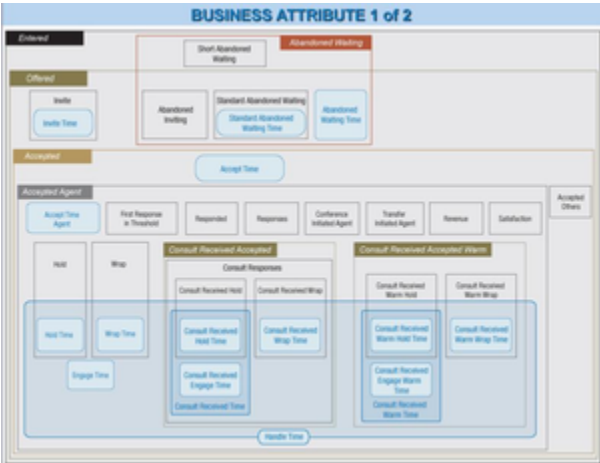 BUSINESS ATTRIBUTE 1 of 2
Entered
Short Abandoned
Waiting
Abandoned Waiting
Offered
Invite
Invite Time
Abandoned
Inviting
Standard Abandoned Waiting
Standard Abandoned
Waiting Time
Abandoned
Waiting Time
Accepted
Accept Time
Accepted Agent
Accepted
Others
Accept Time
Agent
First Response
in Threshold
Responded
Responses
Conference
Initiated Agent
Transfer
Initiated Agent
Revenue
Satisfaction
Hold
Wrap
Consult Received Accepted
Consult Responses
Consult Received Hold
Consult Received Wrap
Consult Received Accepted Warm
Consult Received
Warm Hold
Consult Received
Warm Wrap
Hold Time
Wrap Time
Consult Received
Hold Time
Consult Received
Wrap Time
Consult Received
Warm Hold Time
Consult Received
Warm Wrap Time
Engage Time
Consult Received
Engage Time
Consult Received Time
Consult Received
Engage Warm
Time
Consult Received
Warm Time
Handle Time